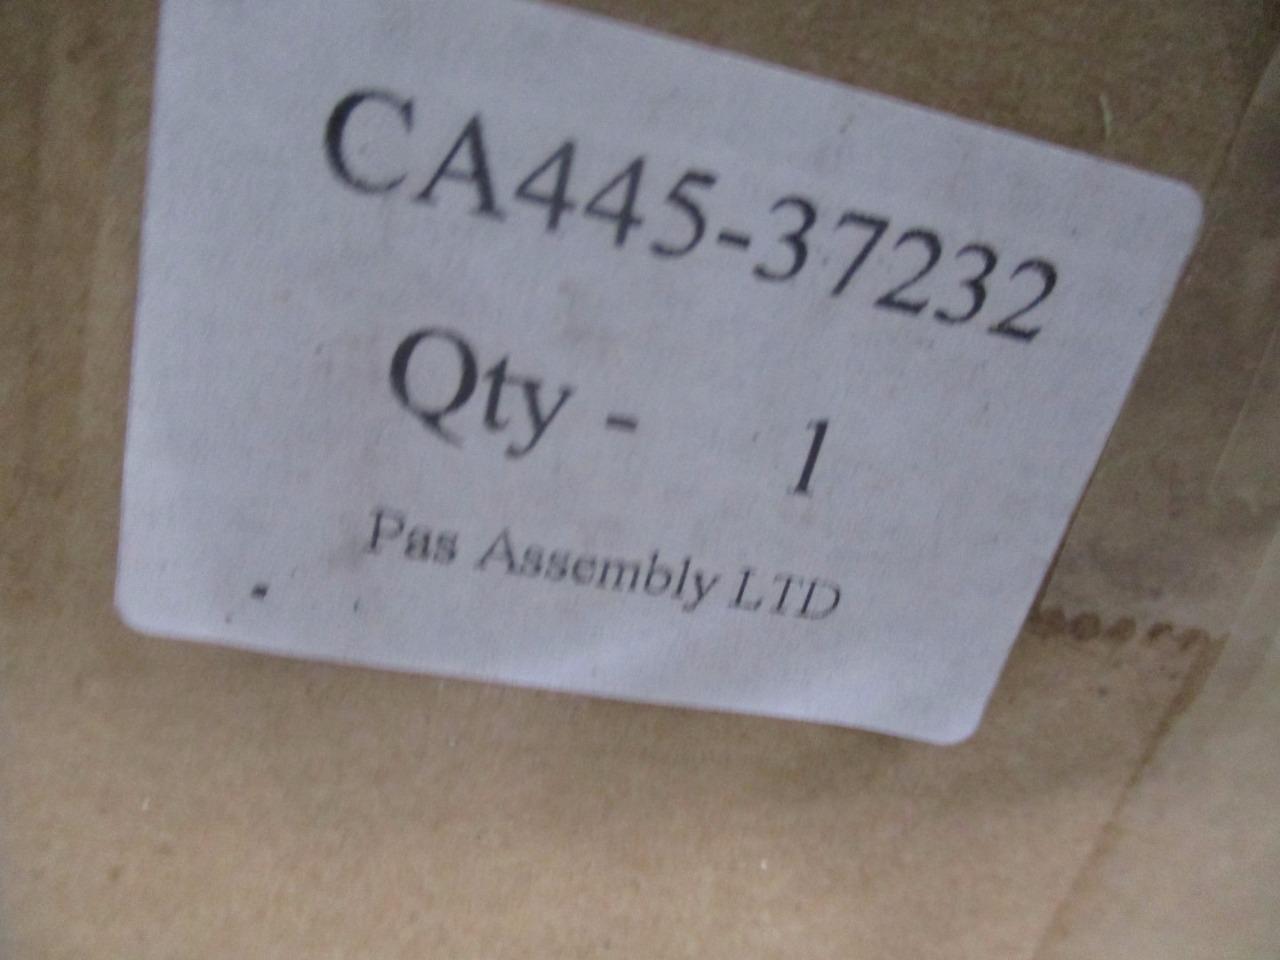 CA445-37232
Qty - 1
Pas Assembly LTD